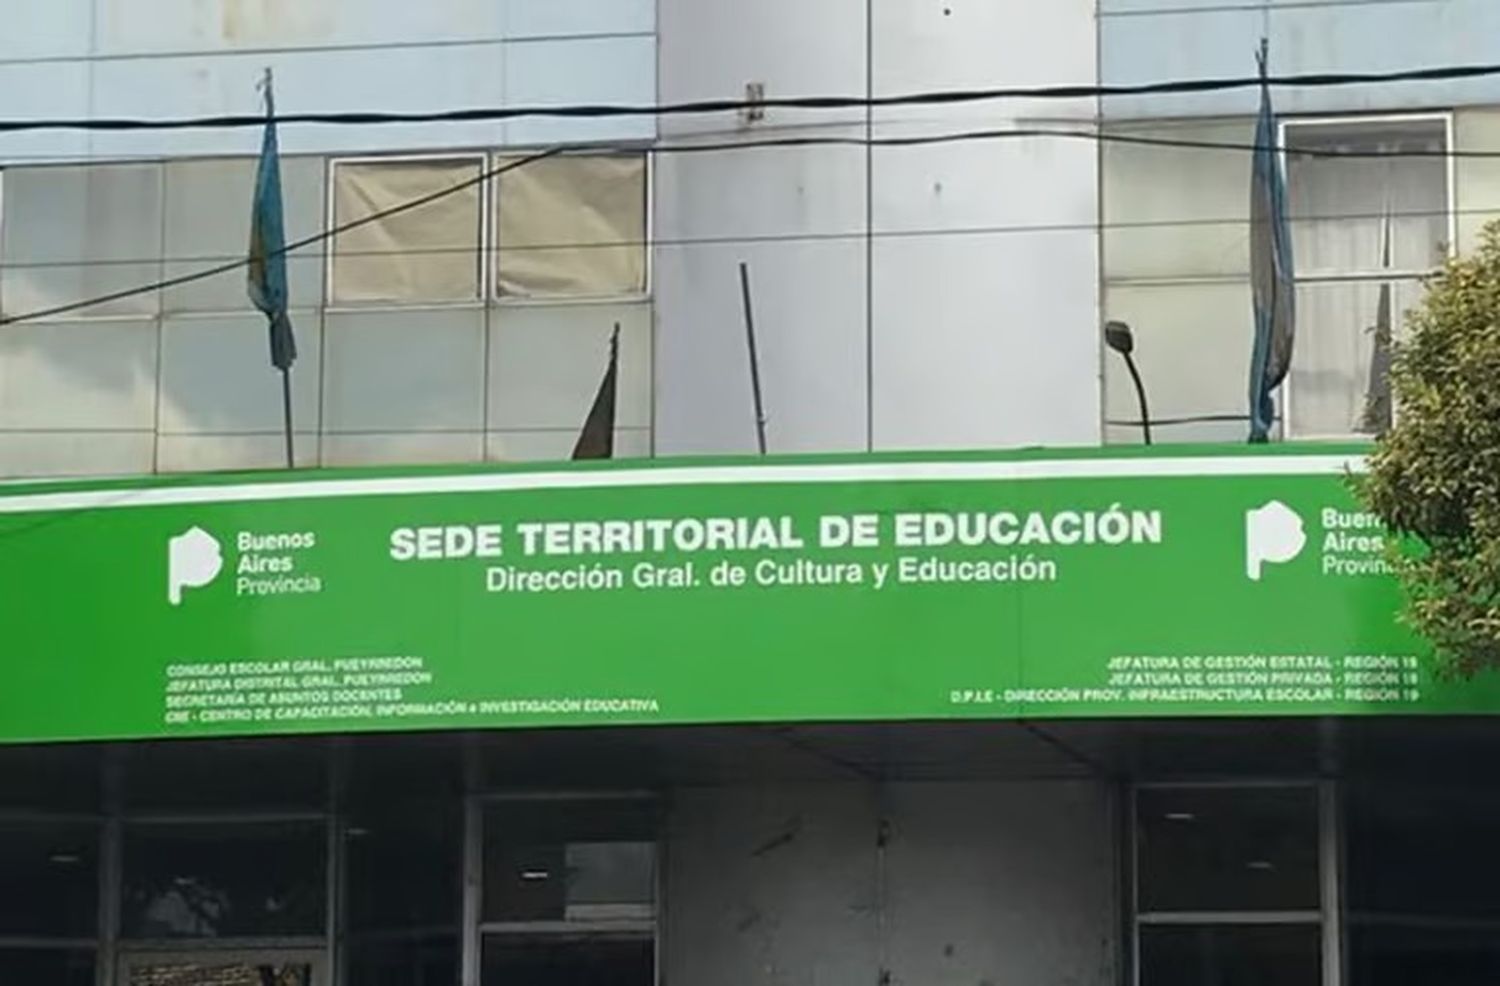 Buenos
Aires
Provincia
SEDE TERRITORIAL DE EDUCACIÓN
Dirección Gral. de Cultura y Educación
Buen
Aires
Provin
CONSEJO ESCOLAR GRAL. PUEYRREDON
JEFATURA DISTRITAL GRAL. PUEYRREDON
SECRETARÍA DE ASUNTOS DOCENTES
CIIE - CENTRO DE CAPACITACIÓN, INFORMACIÓN e INVESTIGACIÓN EDUCATIVA
JEFATURA DE GESTIÓN ESTATAL - REGIÓN 19
JEFATURA DE GESTIÓN PRIVADA - REGIÓN 19
D.P.I.E - DIRECCIÓN PROV. INFRAESTRUCTURA ESCOLAR - REGIÓN 19